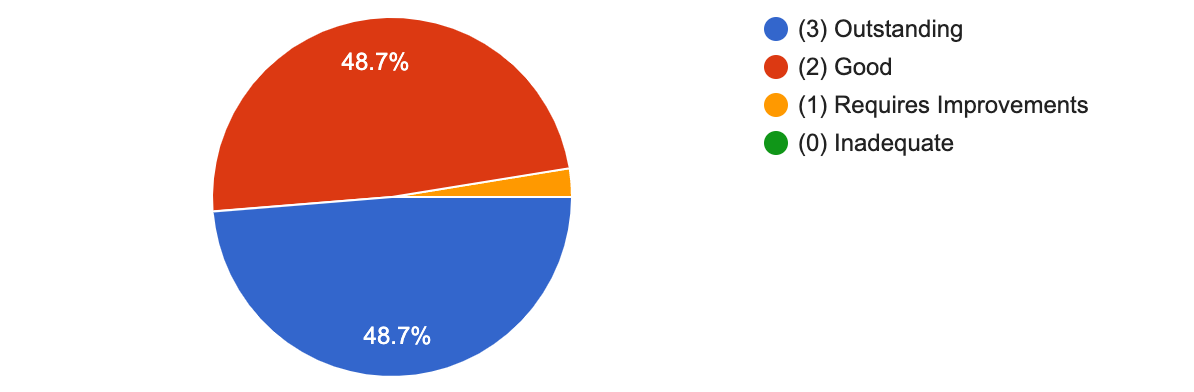 48.7%
48.7%
(3) Outstanding
(2) Good
(1) Requires Improvements
(0) Inadequate